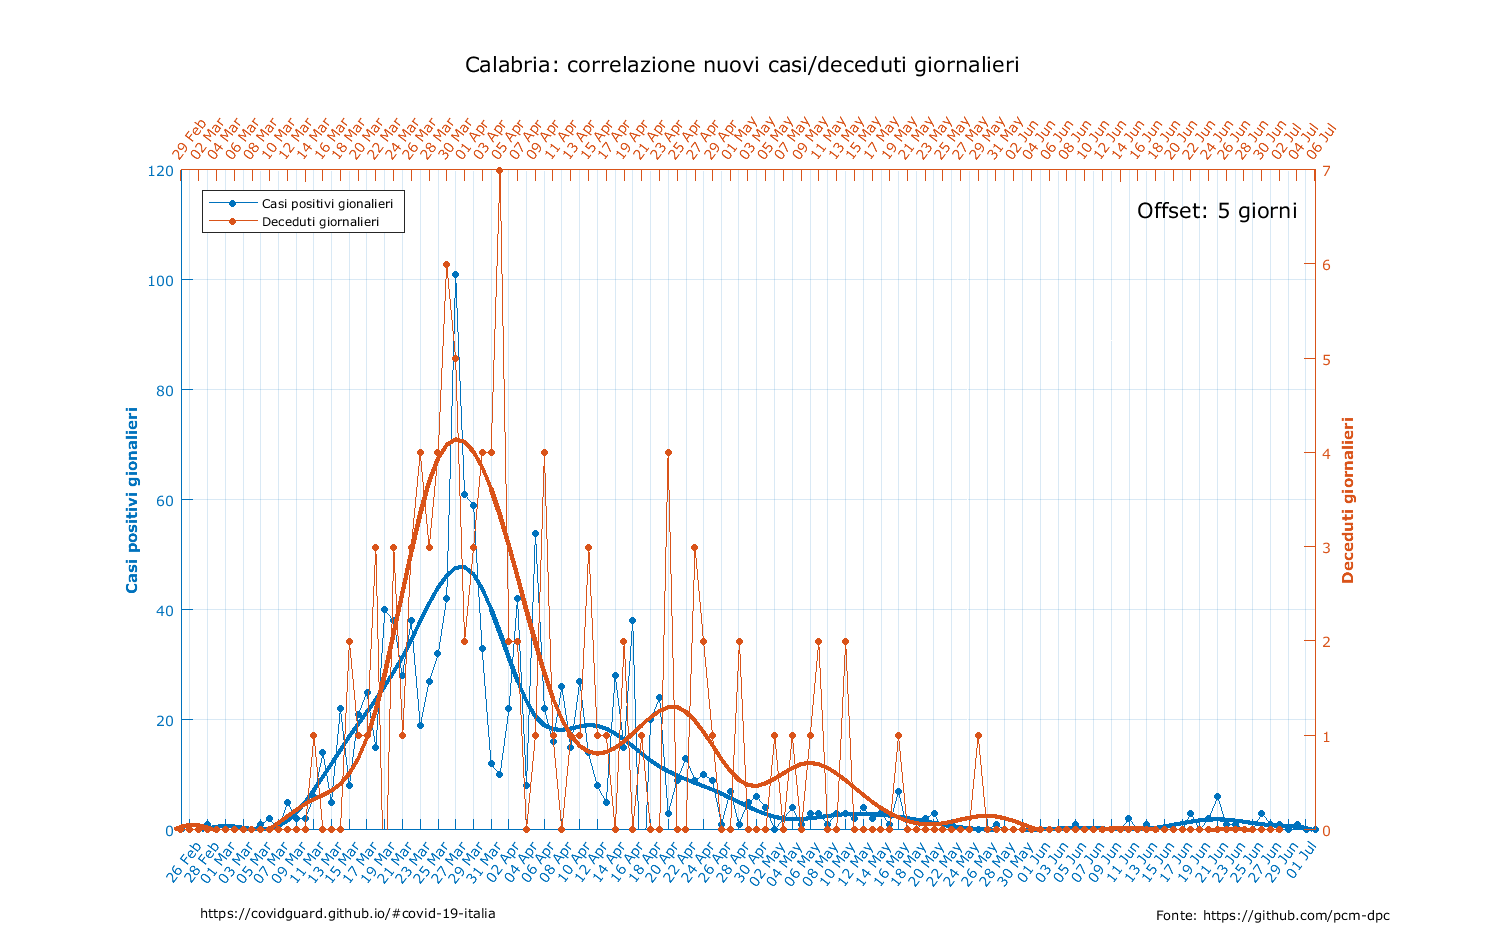 Calabria: correlazione nuovi casi/deceduti giornalieri
29 Feb
02 Mar
04 Mar
06 Mar
08 Mar
10 Mar
12 Mar
14 Mar
16 Mar
18 Mar
20 Mar
22 Mar
24 Mar
26 Mar
28 Mar
30 Mar
01 Apr
03 Apr
05 Apr
07 Apr
09 Apr
11 Apr
13 Apr
15 Apr
17 Apr
19 Apr
21 Apr
23 Apr
25 Apr
27 Apr
29 Apr
01 May
03 May
05 May
07 May
09 May
11 May
13 May
15 May
17 May
19 May
21 May
23 May
25 May
27 May
29 May
31 May
02 Jun
04 Jun
06 Jun
08 Jun
10 Jun
12 Jun
14 Jun
16 Jun
18 Jun
20 Jun
22 Jun
24 Jun
26 Jun
28 Jun
30 Jun
02 Jul
04 Jul
06 Jul
120
100
80
60
40
20
0
Casi positivi gionalieri
Casi positivi gionalieri
Deceduti giornalieri
Offset: 5 giorni
7
6
5
4
3
2
1
0
Deceduti giornalieri
26 Feb
28 Feb
01 Mar
03 Mar
05 Mar
07 Mar
09 Mar
11 Mar
13 Mar
15 Mar
17 Mar
19 Mar
21 Mar
23 Mar
25 Mar
27 Mar
29 Mar
31 Mar
02 Apr
04 Apr
06 Apr
08 Apr
10 Apr
12 Apr
14 Apr
16 Apr
18 Apr
20 Apr
22 Apr
24 Apr
26 Apr
28 Apr
30 Apr
02 May
04 May
06 May
08 May
10 May
12 May
14 May
16 May
18 May
20 May
22 May
24 May
26 May
28 May
30 May
01 Jun
03 Jun
05 Jun
07 Jun
09 Jun
11 Jun
13 Jun
15 Jun
17 Jun
19 Jun
21 Jun
23 Jun
25 Jun
27 Jun
29 Jun
01 Jul
https://covidguard.github.io/#covid-19-italia
Fonte: https://github.com/pcm-dpc